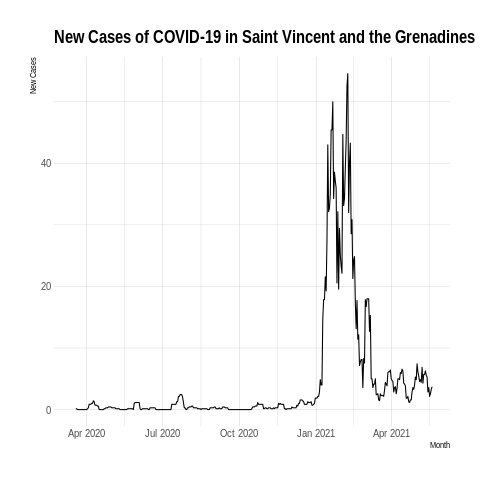 New Cases of COVID-19 in Saint Vincent and the Grenadines
New Cases
40
20
0
Apr 2020 Jul 2020 Oct 2020 Jan 2021 Apr 2021
Month